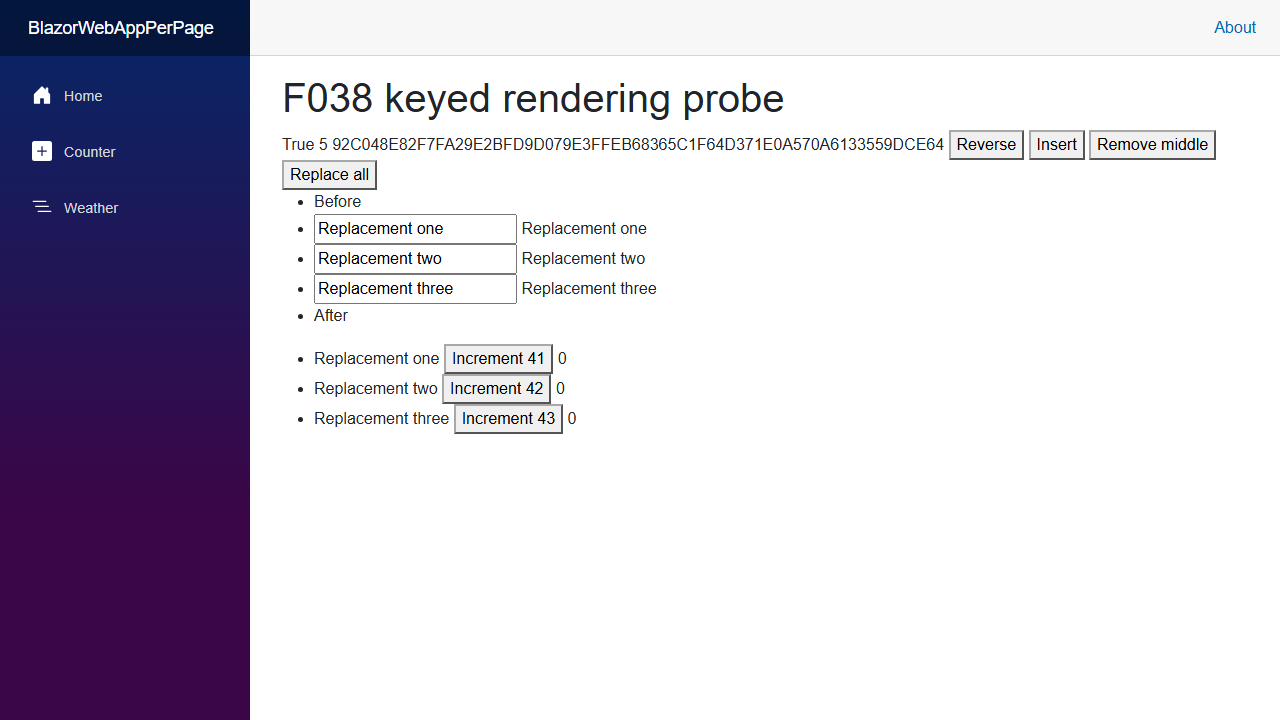 BlazorWebAppPerPage
About
Home
Counter
Weather
F038 keyed rendering probe
True 5 92C048E82F7FA29E2BFD9D079E3FFEB68365C1F64D371E0A570A6133559DCE64 Reverse Insert Remove middle
Replace all
Before
Replacement one Replacement one
Replacement two Replacement two
Replacement three Replacement three
After
Replacement one Increment 41 0
Replacement two Increment 42 0
Replacement three Increment 43 0